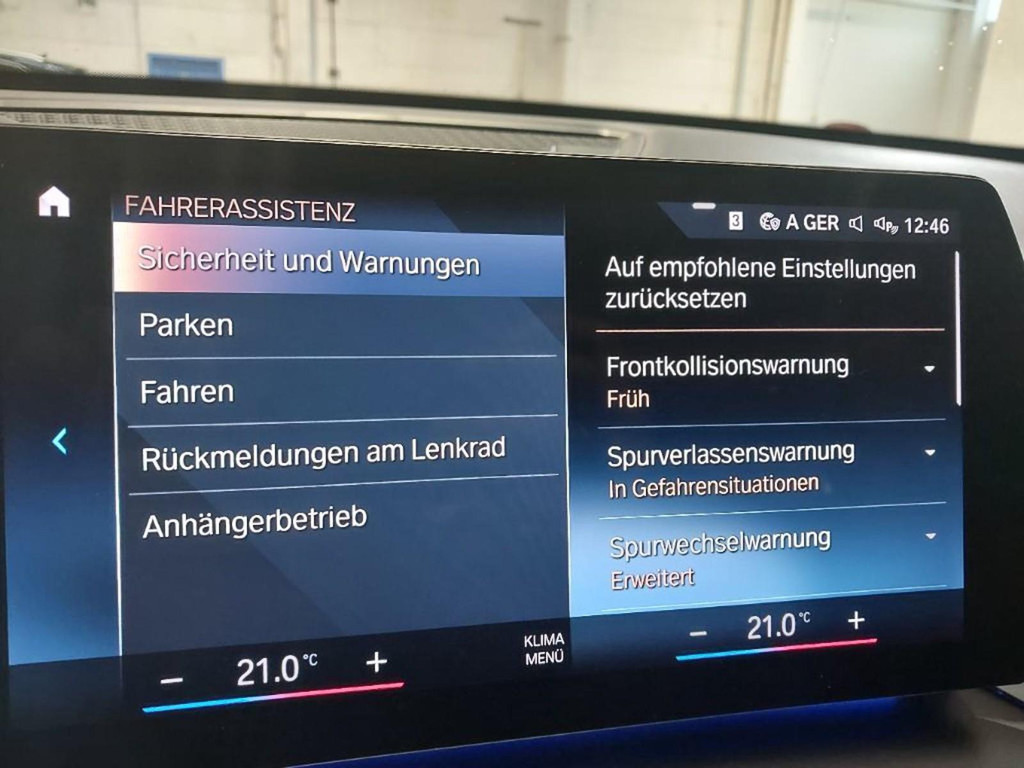 FAHRERASSISTENZ
3 A GER 12:46
Sicherheit und Warnungen
Parken
Fahren
Rückmeldungen am Lenkrad
Anhängerbetrieb
Auf empfohlene Einstellungen
zurücksetzen
Frontkollisionswarnung
Früh
Spurverlassenswarnung
In Gefahrensituationen
Spurwechselwarnung
Erweitert
− 21.0 °C +
KLIMA
MENÜ
− 21.0 °C +